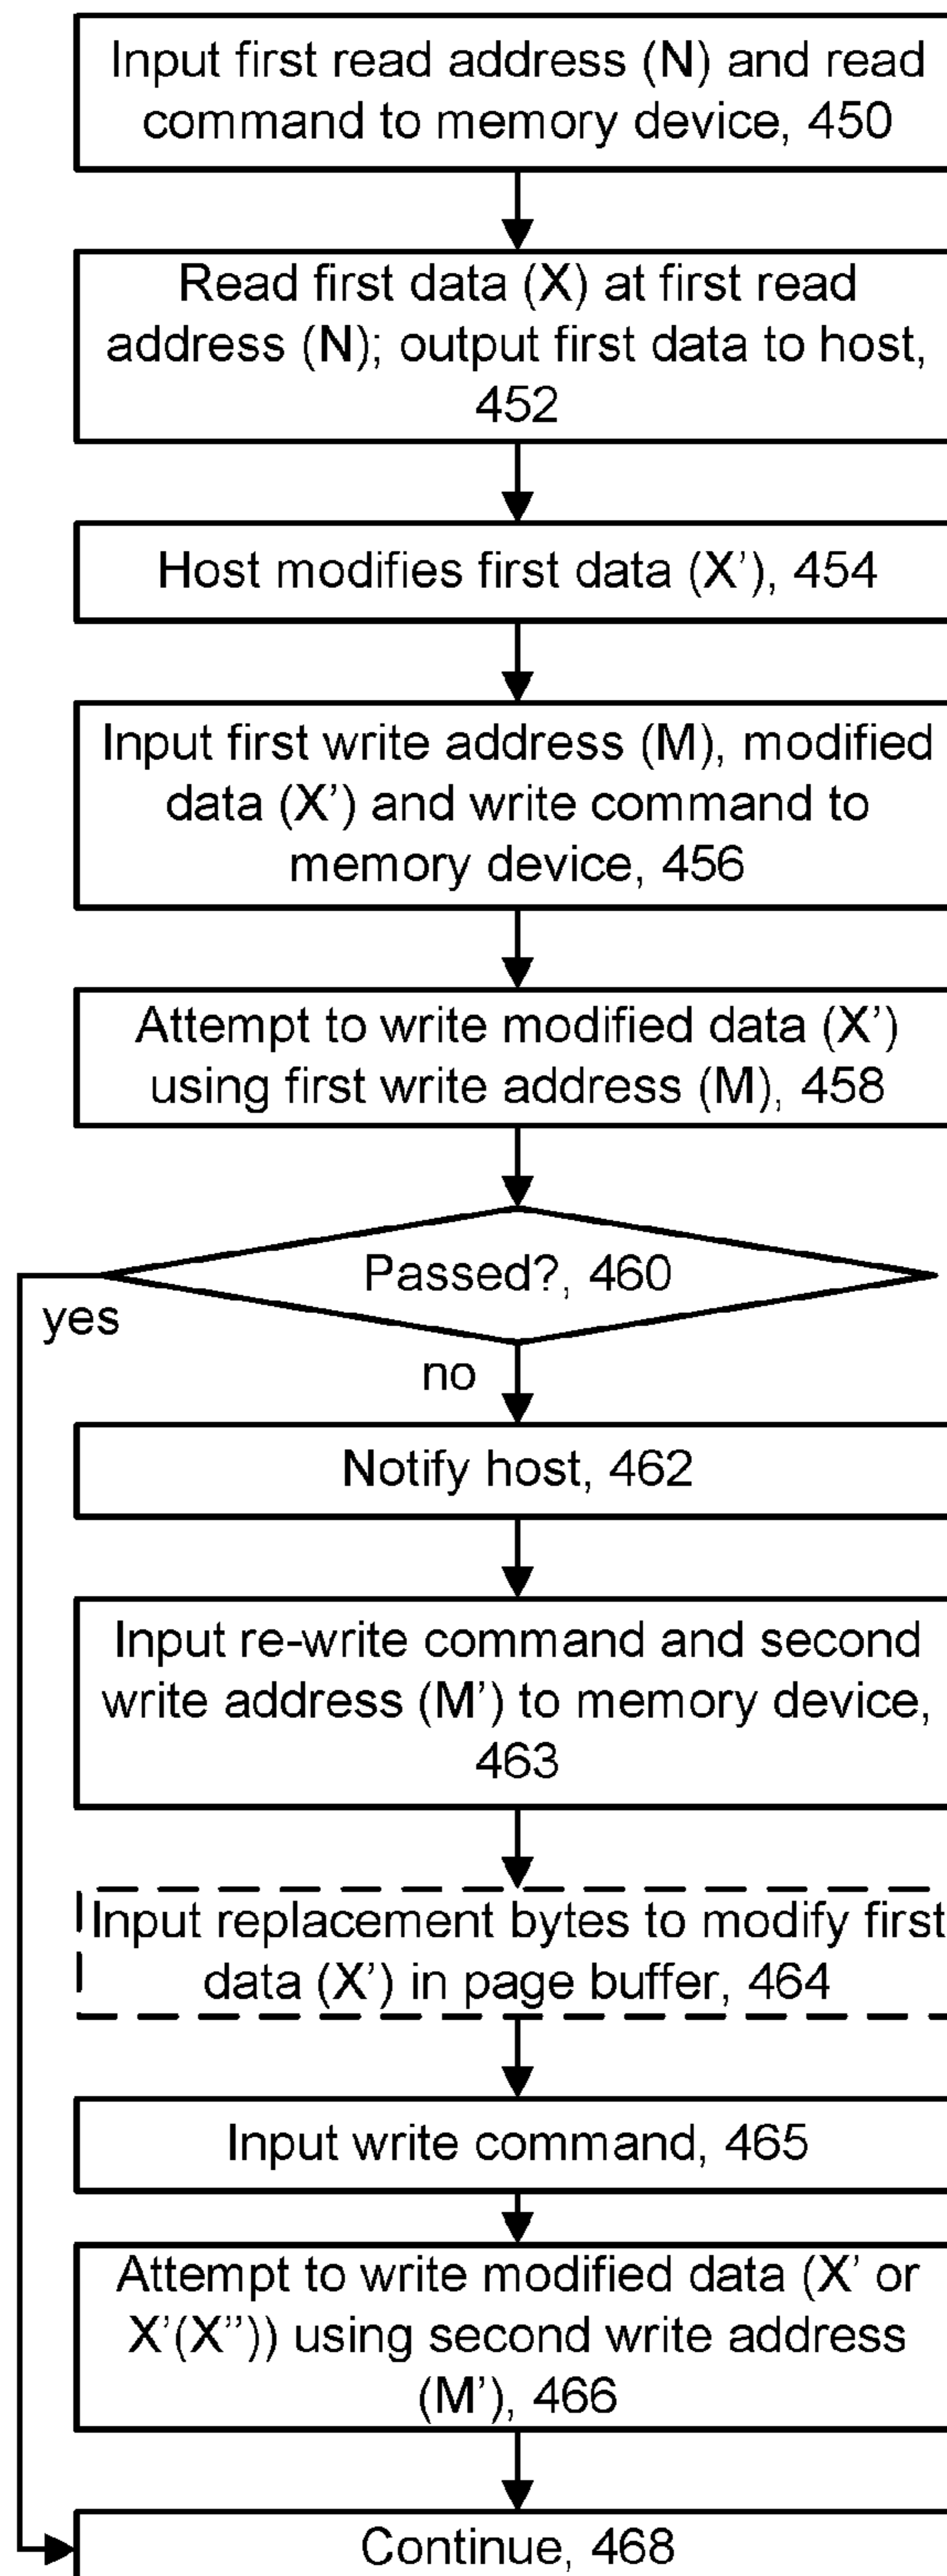 Input first read address (N) and read
command to memory device, 450
Read first data (X) at first read
address (N); output first data to host,
452
Host modifies first data (X’), 454
Input first write address (M), modified
data (X’) and write command to
memory device, 456
Attempt to write modified data (X’)
using first write address (M), 458
Passed?, 460
yes
no
Notify host, 462
Input re-write command and second
write address (M’) to memory device,
463
Input replacement bytes to modify first
data (X’) in page buffer, 464
Input write command, 465
Attempt to write modified data (X’ or
X’(X’’)) using second write address
(M’), 466
Continue, 468